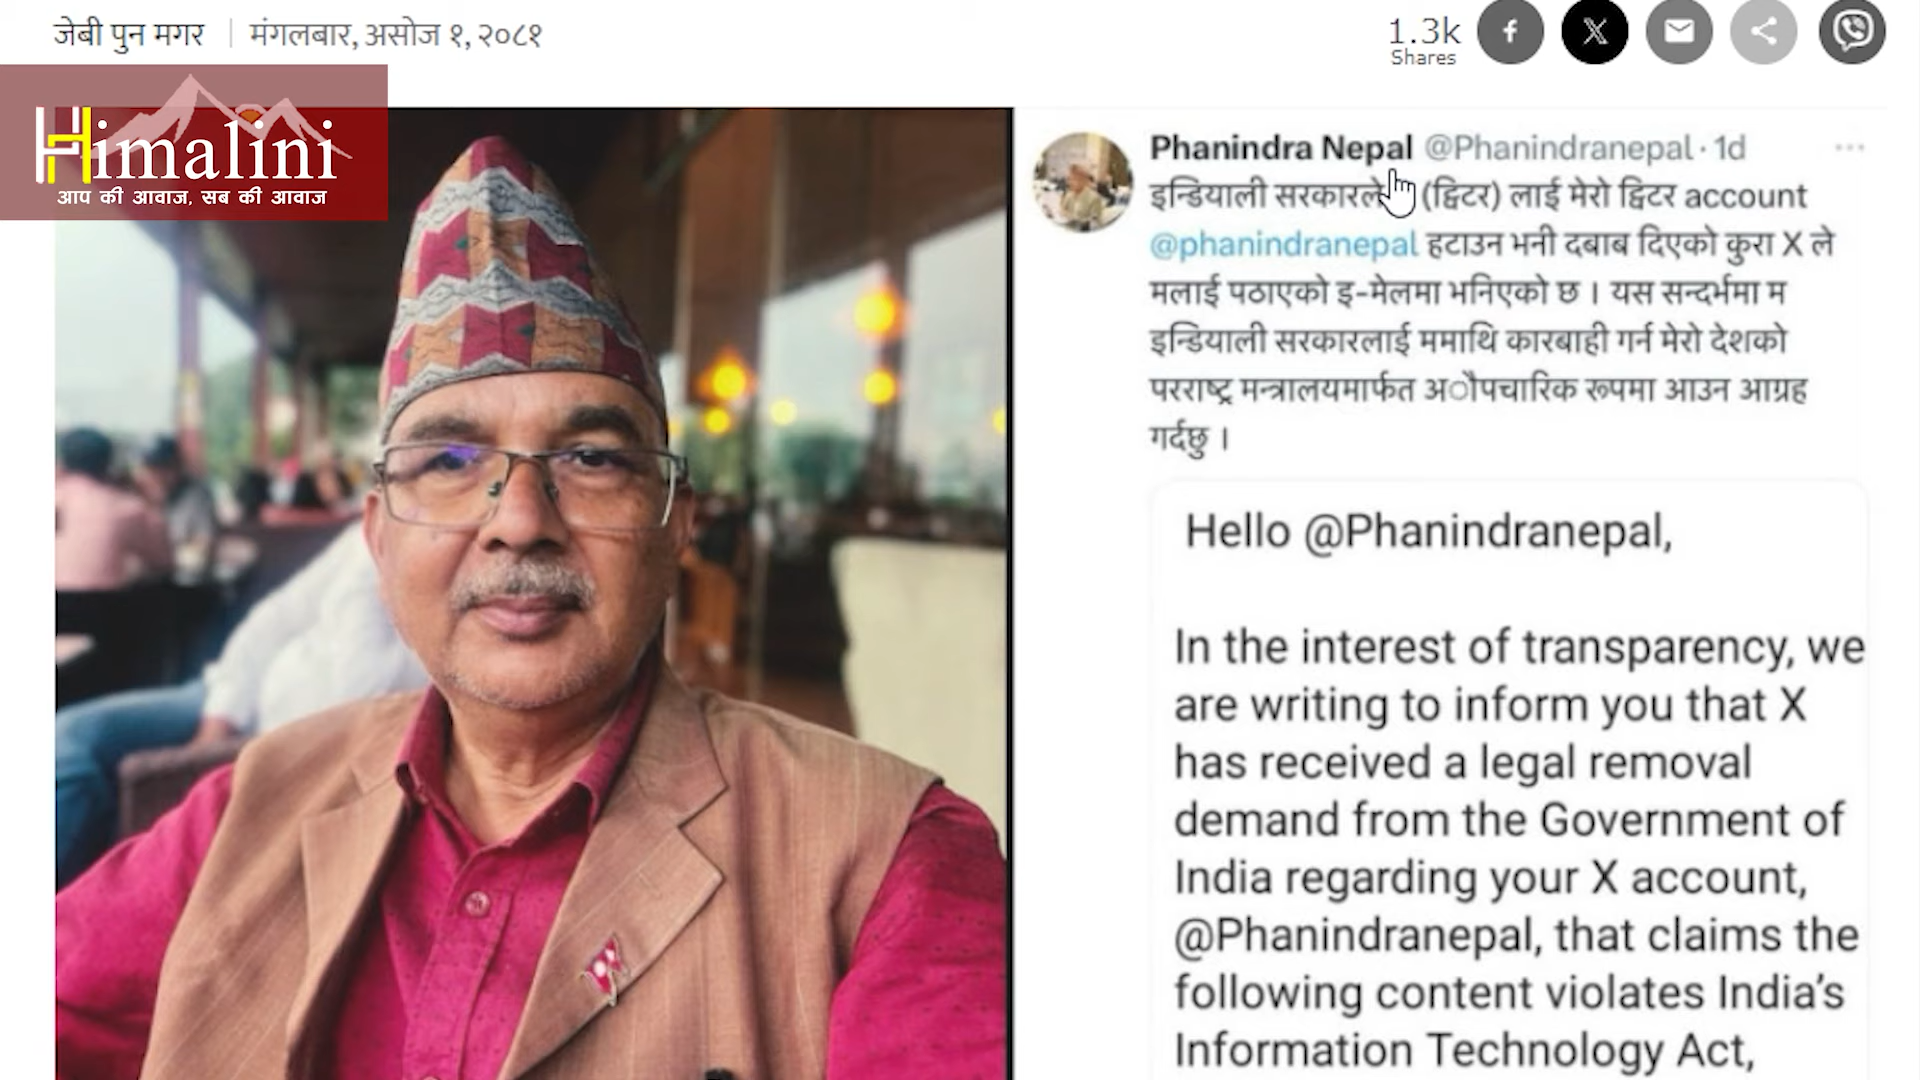 जेबी पुन मगर
मंगलबार, असोज १, २०८१
1.3k
Shares
Himalini
आप की आवाज, सब की आवाज
Phanindra Nepal @Phanindranepal · 1d
इन्डियाली सरकारले (ट्विटर) लाई मेरो ट्विटर account
@phanindranepal हटाउन भनी दबाब दिएको कुरा X ले
मलाई पठाएको इ-मेलमा भनिएको छ । यस सन्दर्भमा म
इन्डियाली सरकारलाई ममाथि कारबाही गर्न मेरो देशको
परराष्ट्र मन्त्रालयमार्फत अौपचारिक रूपमा आउन आग्रह
गर्दछु ।
Hello @Phanindranepal,
In the interest of transparency, we
are writing to inform you that X
has received a legal removal
demand from the Government of
India regarding your X account,
@Phanindranepal, that claims the
following content violates India's
Information Technology Act,